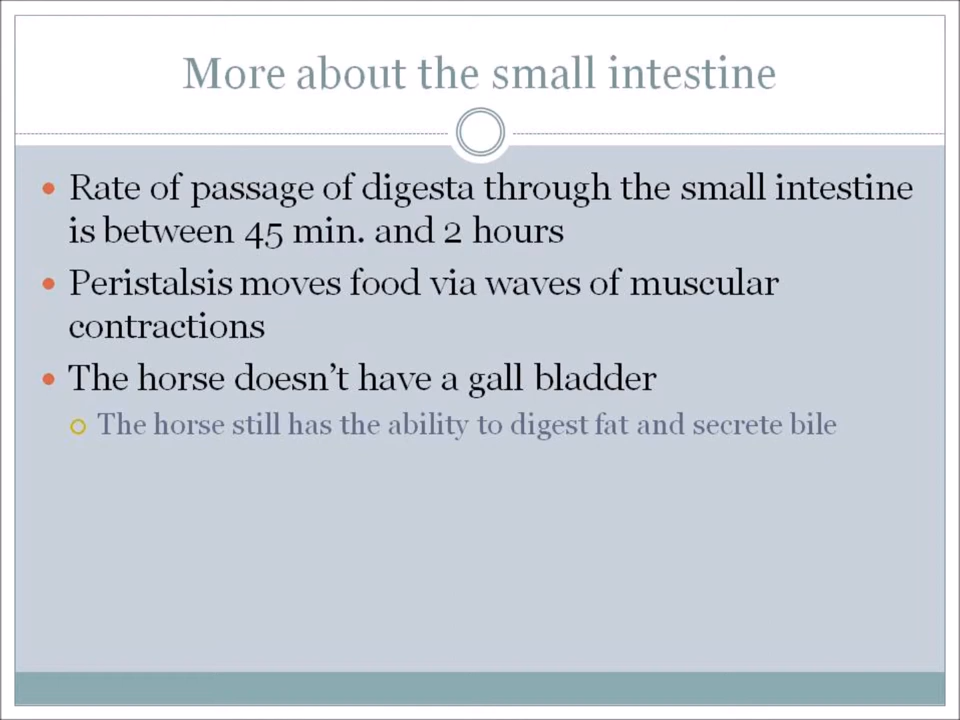 More about the small intestine
Rate of passage of digesta through the small intestine
is between 45 min. and 2 hours
Peristalsis moves food via waves of muscular
contractions
The horse doesn’t have a gall bladder
The horse still has the ability to digest fat and secrete bile